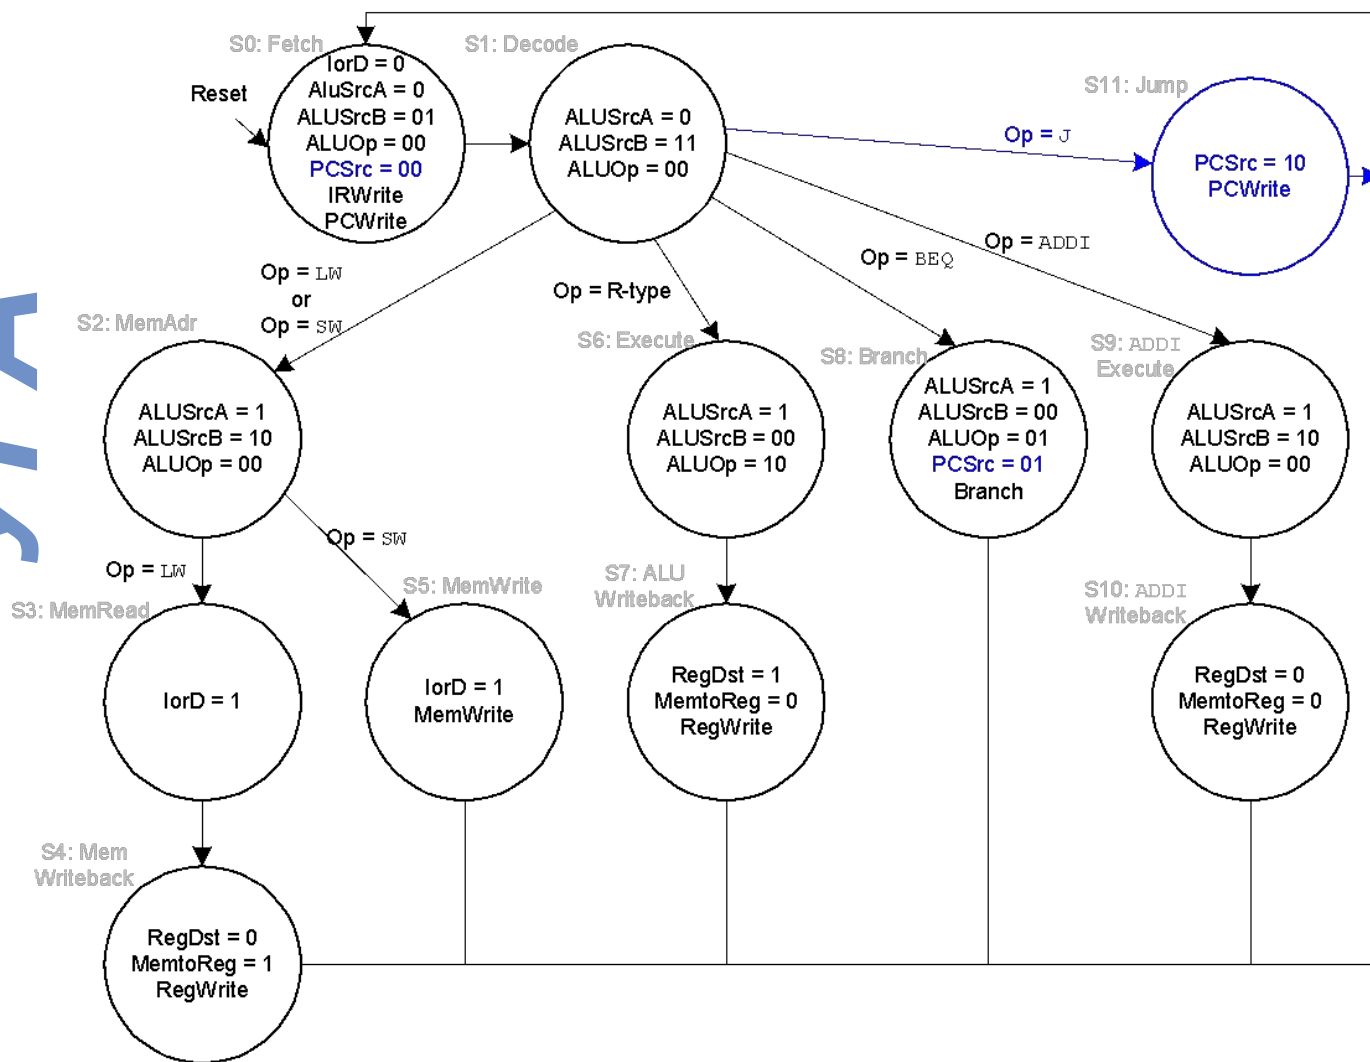 S0: Fetch
IorD = 0
AluSrcA = 0
ALUSrcB = 01
ALUOp = 00
PCSrc = 00
IRWrite
PCWrite
Reset
S1: Decode
ALUSrcA = 0
ALUSrcB = 11
ALUOp = 00
S11: Jump
Op = J
PCSrc = 10
PCWrite
Op = LW
or
Op = SW
Op = R-type
Op = BEQ
Op = ADDI
S2: MemAdr
ALUSrcA = 1
ALUSrcB = 10
ALUOp = 00
S6: Execute
ALUSrcA = 1
ALUSrcB = 00
ALUOp = 10
S8: Branch
ALUSrcA = 1
ALUSrcB = 00
ALUOp = 01
PCSrc = 01
Branch
S9: ADDI
Execute
ALUSrcA = 1
ALUSrcB = 10
ALUOp = 00
Op = LW
Op = SW
S3: MemRead
IorD = 1
S5: MemWrite
IorD = 1
MemWrite
S7: ALU
Writeback
RegDst = 1
MemtoReg = 0
RegWrite
S10: ADDI
Writeback
RegDst = 0
MemtoReg = 0
RegWrite
S4: Mem
Writeback
RegDst = 0
MemtoReg = 1
RegWrite